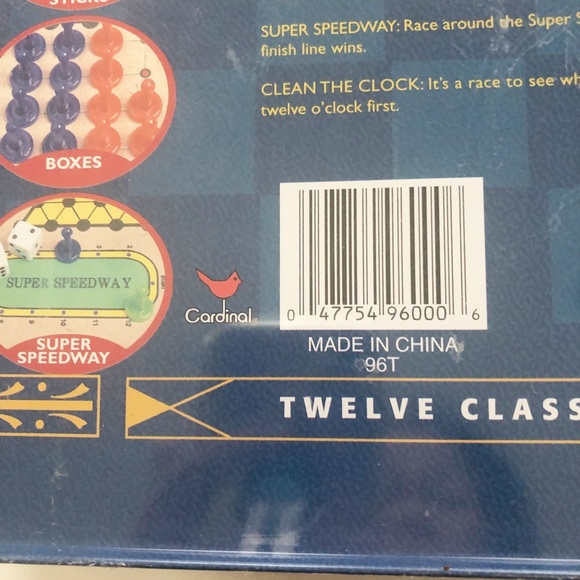 STICKS
SUPER SPEEDWAY: Race around the Super
finish line wins.
CLEAN THE CLOCK: It's a race to see
twelve o'clock first.
BOXES
SUPER SPEEDWAY
SUPER
SPEEDWAY
Cardinal
0 47754 96000 6
MADE IN CHINA
96T
TWELVE CLASS